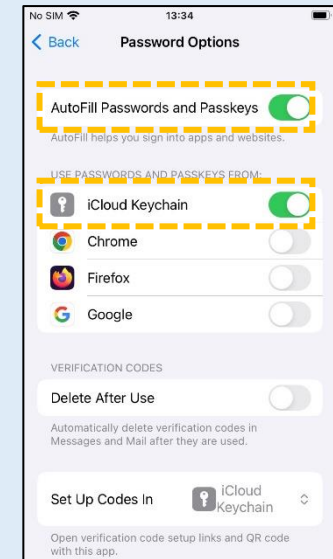 No SIM 13:34
Back Password Options
AutoFill Passwords and Passkeys
AutoFill helps you sign into apps and websites.
USE PASSWORDS AND PASSKEYS FROM:
iCloud Keychain
Chrome
Firefox
Google
VERIFICATION CODES
Delete After Use
Automatically delete verification codes in
Messages and Mail after they are used.
Set Up Codes In iCloud
Keychain
Open verification code setup links and QR code
with this app.